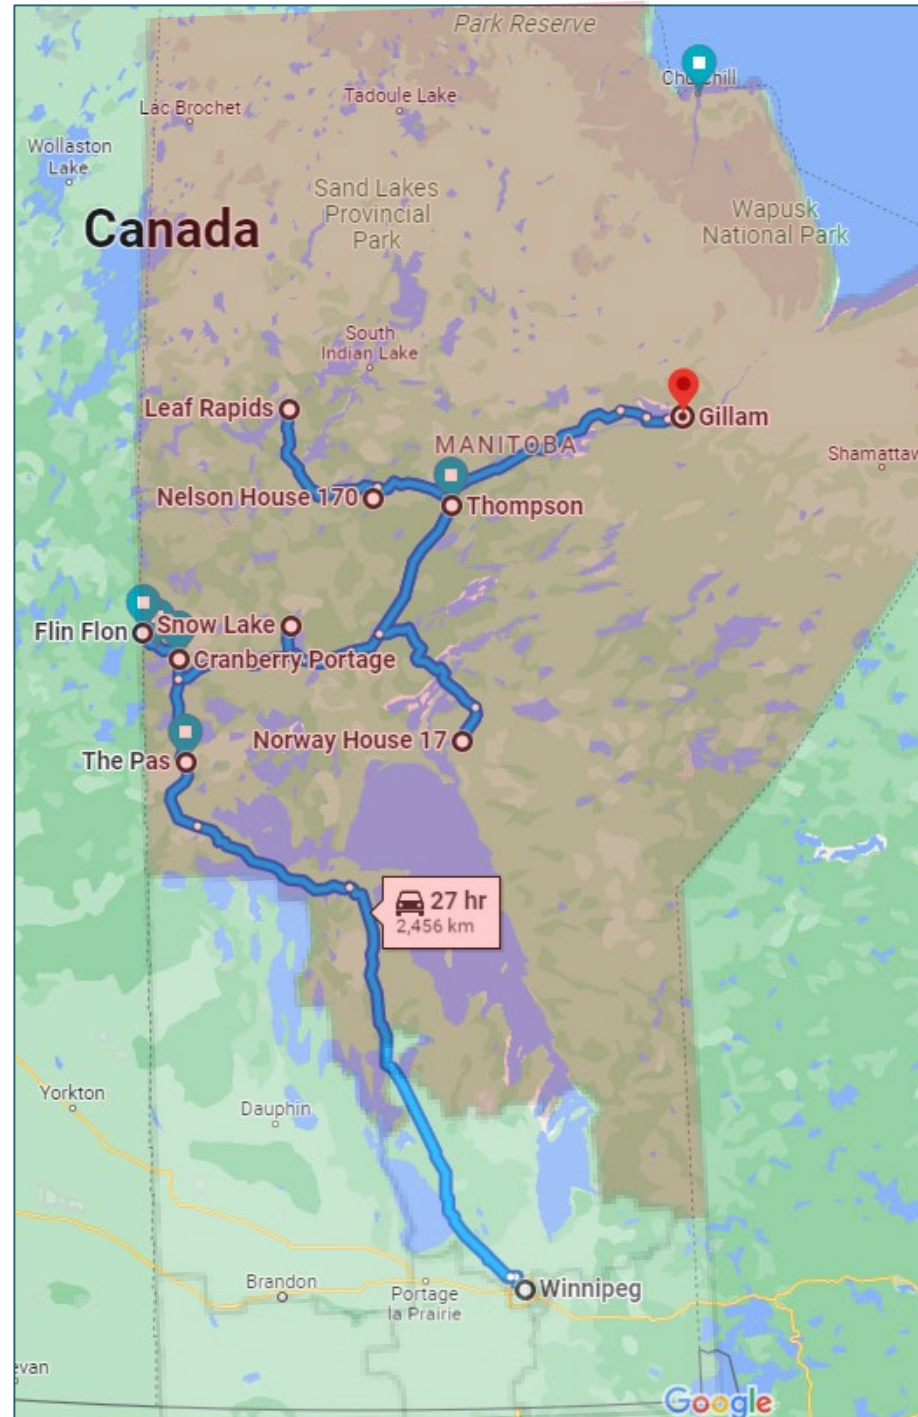 Park Reserve
Churchill
Lac Brochet
Tadoule Lake
Wollaston
Lake
Sand Lakes
Provincial
Park
Canada
Wapusk
National Park
South
Indian Lake
Leaf Rapids
Gillam
MANITOBA
Shamattaw
Nelson House 170
Thompson
Snow Lake
Flin Flon
Cranberry Portage
Norway House 17
The Pas
27 hr
2,456 km
Yorkton
Dauphin
Brandon
Portage
la Prairie
Winnipeg
evan
Google